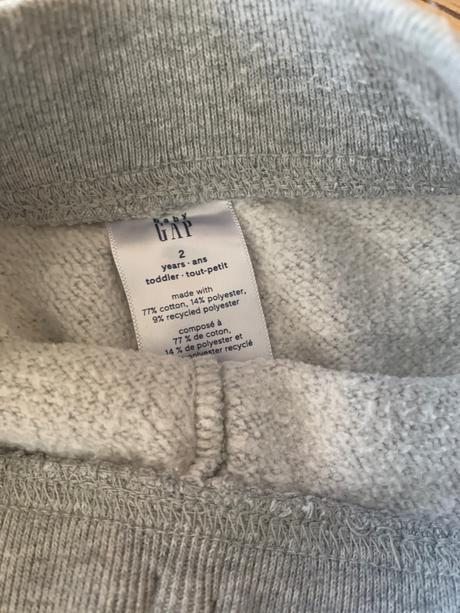 baby
GAP
2
years · ans
toddler · tout-petit
made with
77% cotton, 14% polyester,
9% recycled polyester
composé à
77 % de coton,
14 % de polyester et
polyester recyclé